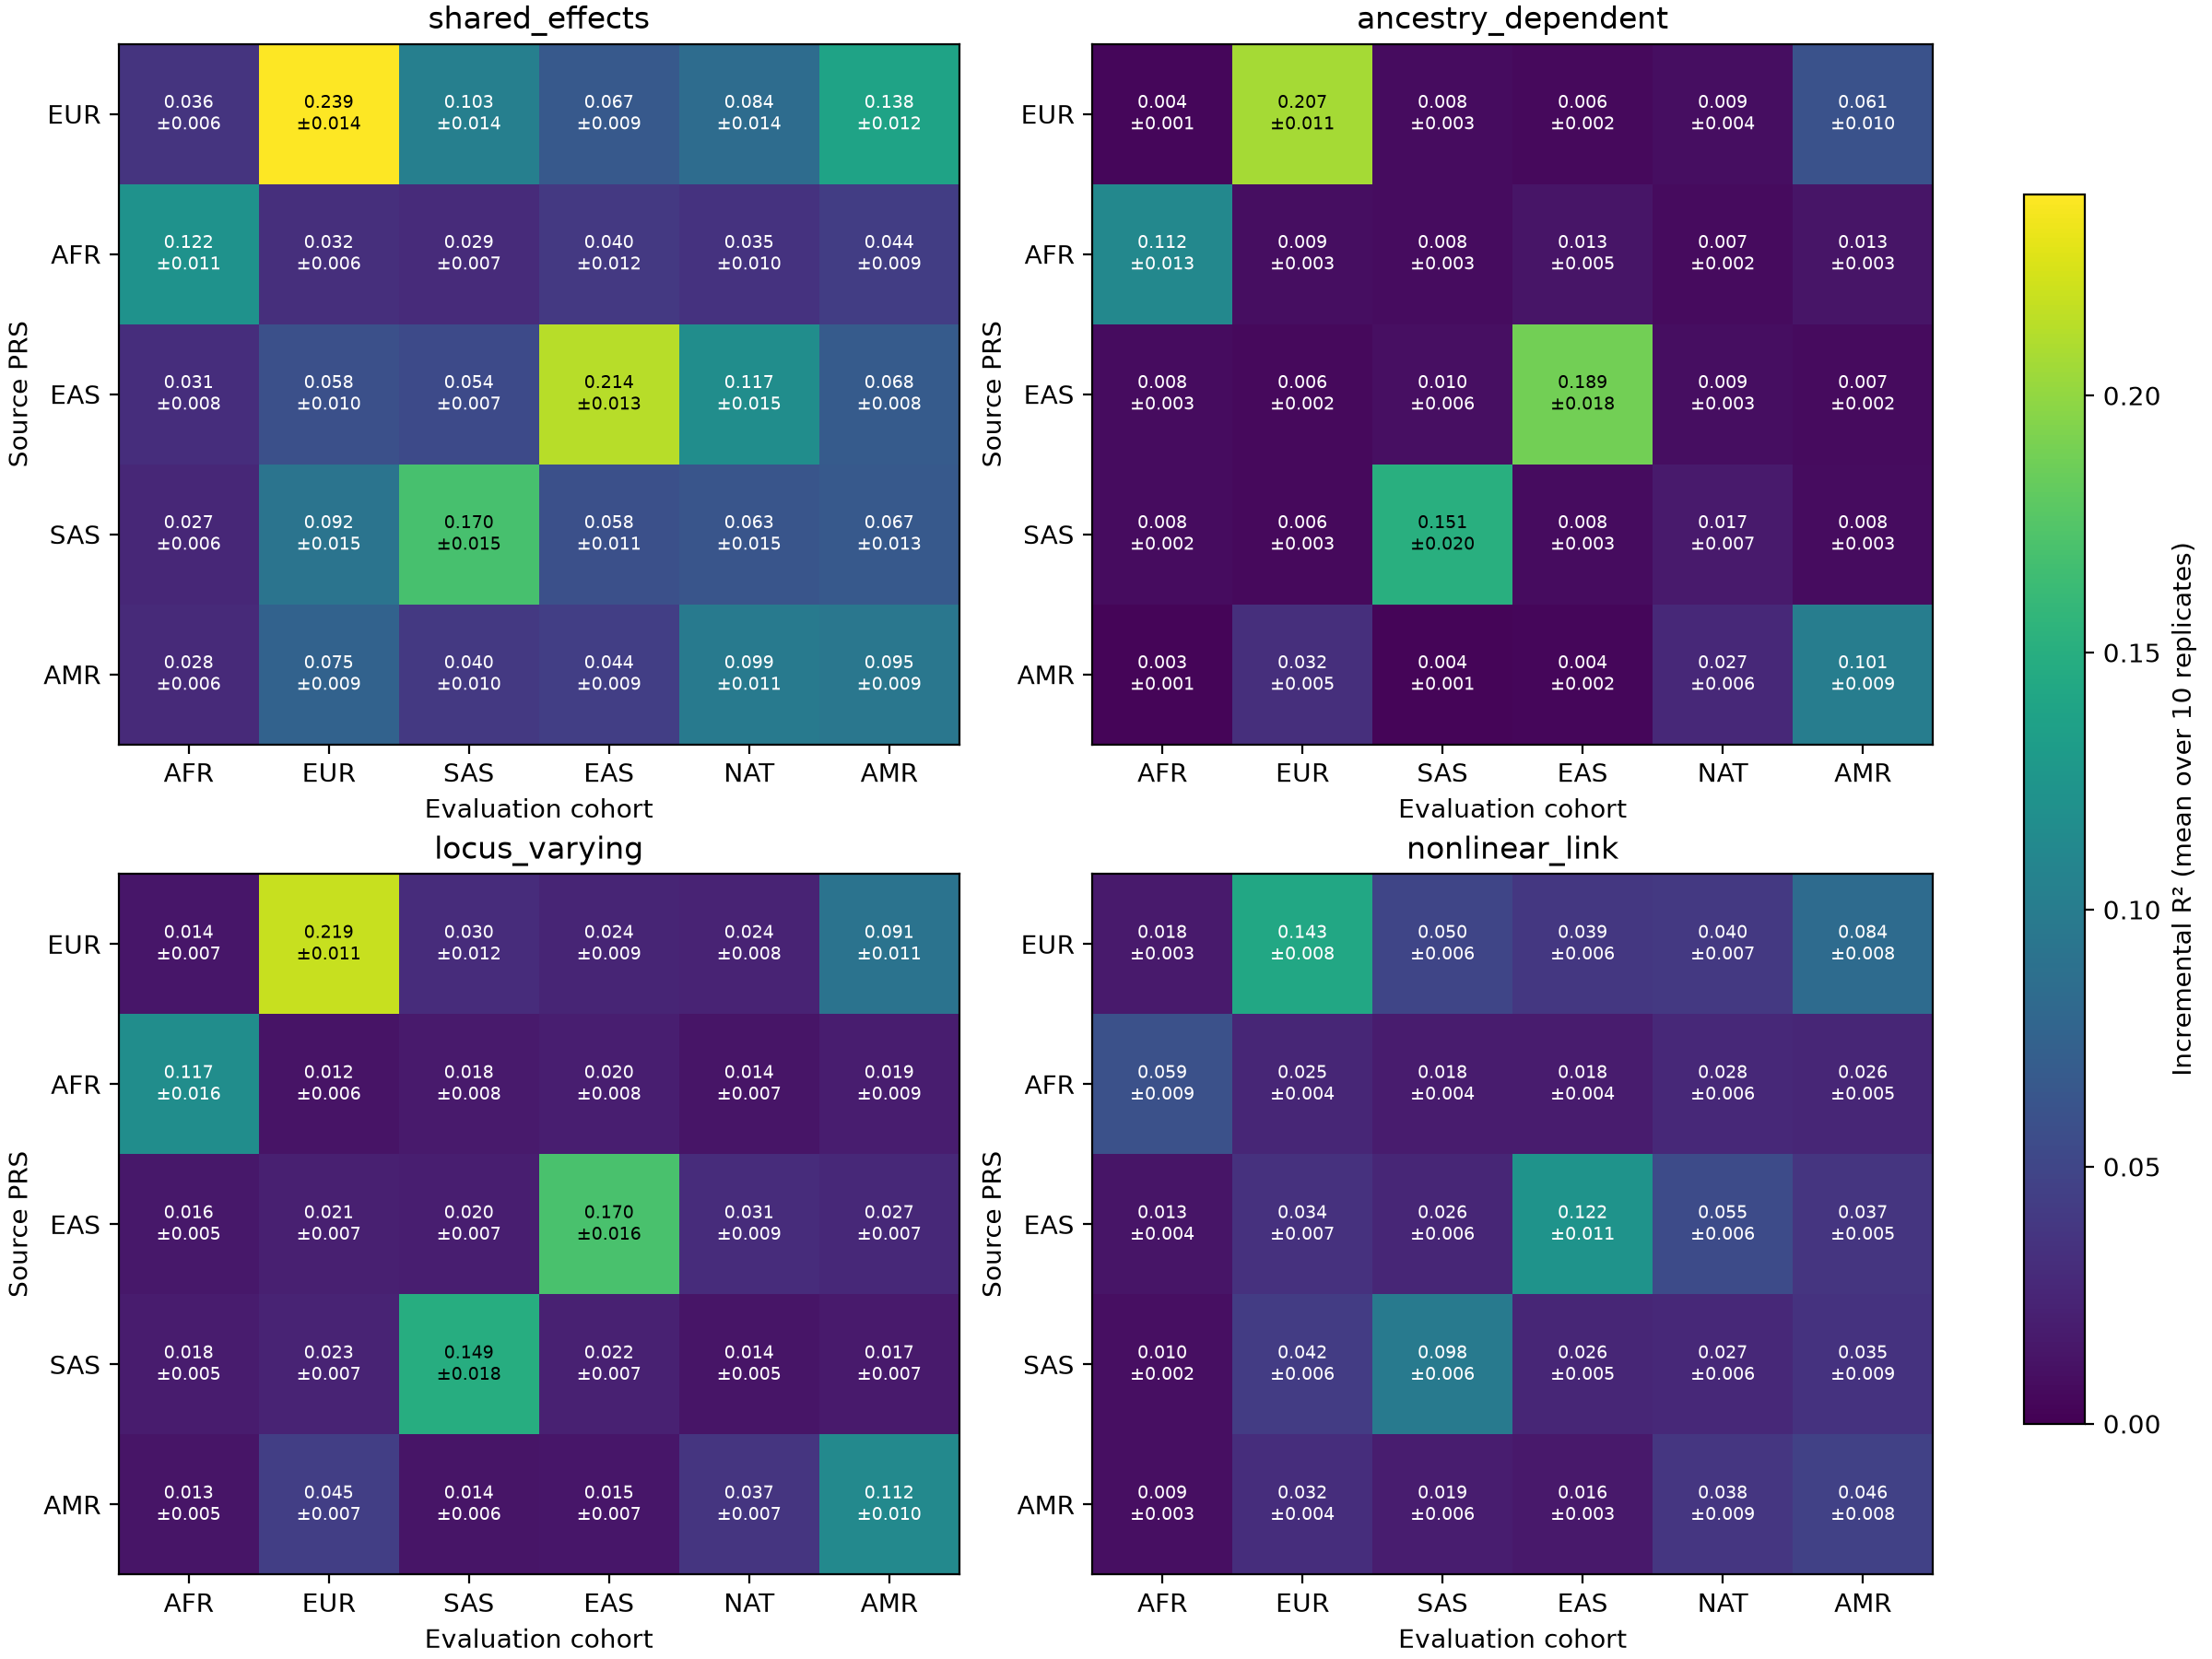 shared_effects
EUR
AFR
EAS
SAS
AMR
Source PRS
0.036 0.239 0.103 0.067 0.084 0.138
±0.006 ±0.014 ±0.014 ±0.009 ±0.014 ±0.012
0.122 0.032 0.029 0.040 0.035 0.044
±0.011 ±0.006 ±0.007 ±0.012 ±0.010 ±0.009
0.031 0.058 0.054 0.214 0.117 0.068
±0.008 ±0.010 ±0.007 ±0.013 ±0.015 ±0.008
0.027 0.092 0.170 0.058 0.063 0.067
±0.006 ±0.015 ±0.015 ±0.011 ±0.015 ±0.013
0.028 0.075 0.040 0.044 0.099 0.095
±0.006 ±0.009 ±0.010 ±0.009 ±0.011 ±0.009
AFR EUR SAS EAS NAT AMR
Evaluation cohort
ancestry_dependent
EUR
AFR
EAS
SAS
AMR
Source PRS
0.004 0.207 0.008 0.006 0.009 0.061
±0.001 ±0.011 ±0.003 ±0.002 ±0.004 ±0.010
0.112 0.009 0.008 0.013 0.007 0.013
±0.013 ±0.003 ±0.003 ±0.005 ±0.002 ±0.003
0.008 0.006 0.010 0.189 0.009 0.007
±0.003 ±0.002 ±0.006 ±0.018 ±0.003 ±0.002
0.008 0.006 0.151 0.008 0.017 0.008
±0.002 ±0.003 ±0.020 ±0.003 ±0.007 ±0.003
0.003 0.032 0.004 0.004 0.027 0.101
±0.001 ±0.005 ±0.001 ±0.002 ±0.006 ±0.009
AFR EUR SAS EAS NAT AMR
Evaluation cohort
locus_varying
EUR
AFR
EAS
SAS
AMR
Source PRS
0.014 0.219 0.030 0.024 0.024 0.091
±0.007 ±0.011 ±0.012 ±0.009 ±0.008 ±0.011
0.117 0.012 0.018 0.020 0.014 0.019
±0.016 ±0.006 ±0.008 ±0.008 ±0.007 ±0.009
0.016 0.021 0.020 0.170 0.031 0.027
±0.005 ±0.007 ±0.007 ±0.016 ±0.009 ±0.007
0.018 0.023 0.149 0.022 0.014 0.017
±0.005 ±0.007 ±0.018 ±0.007 ±0.005 ±0.007
0.013 0.045 0.014 0.015 0.037 0.112
±0.005 ±0.007 ±0.006 ±0.007 ±0.007 ±0.010
AFR EUR SAS EAS NAT AMR
Evaluation cohort
nonlinear_link
EUR
AFR
EAS
SAS
AMR
Source PRS
0.018 0.143 0.050 0.039 0.040 0.084
±0.003 ±0.008 ±0.006 ±0.006 ±0.007 ±0.008
0.059 0.025 0.018 0.018 0.028 0.026
±0.009 ±0.004 ±0.004 ±0.004 ±0.006 ±0.005
0.013 0.034 0.026 0.122 0.055 0.037
±0.004 ±0.007 ±0.006 ±0.011 ±0.006 ±0.005
0.010 0.042 0.098 0.026 0.027 0.035
±0.002 ±0.006 ±0.006 ±0.005 ±0.006 ±0.009
0.009 0.032 0.019 0.016 0.038 0.046
±0.003 ±0.004 ±0.006 ±0.003 ±0.009 ±0.008
AFR EUR SAS EAS NAT AMR
Evaluation cohort
0.20
0.15
0.10
0.05
0.00
Incremental R² (mean over 10 replicates)